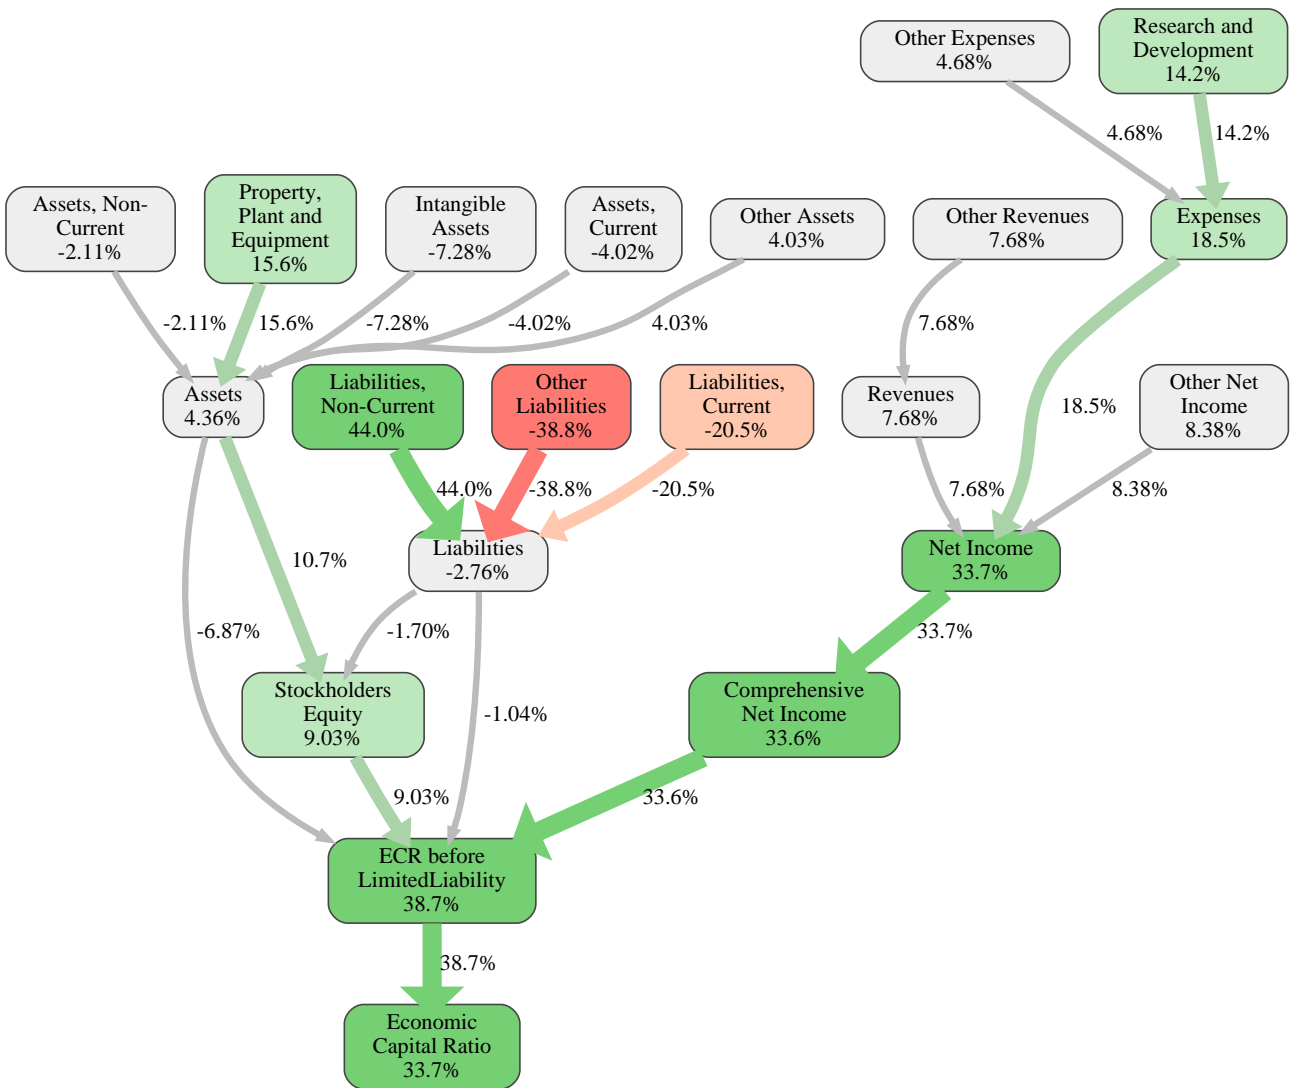 Other Expenses
4.68%
Research and
Development
14.2%
4.68%
14.2%
Assets, Non-
Current
-2.11%
Property,
Plant and
Equipment
15.6%
Intangible
Assets
-7.28%
Assets,
Current
-4.02%
Other Assets
4.03%
Other Revenues
7.68%
Expenses
18.5%
-2.11%
15.6%
-7.28%
-4.02%
4.03%
7.68%
Assets
4.36%
Liabilities,
Non-Current
44.0%
Other
Liabilities
-38.8%
Liabilities,
Current
-20.5%
Revenues
7.68%
18.5%
Other Net
Income
8.38%
44.0%
-38.8%
-20.5%
7.68%
8.38%
10.7%
Liabilities
-2.76%
Net Income
33.7%
-6.87%
-1.70%
33.7%
Stockholders
Equity
9.03%
-1.04%
Comprehensive
Net Income
33.6%
9.03%
33.6%
ECR before
LimitedLiability
38.7%
38.7%
Economic
Capital Ratio
33.7%